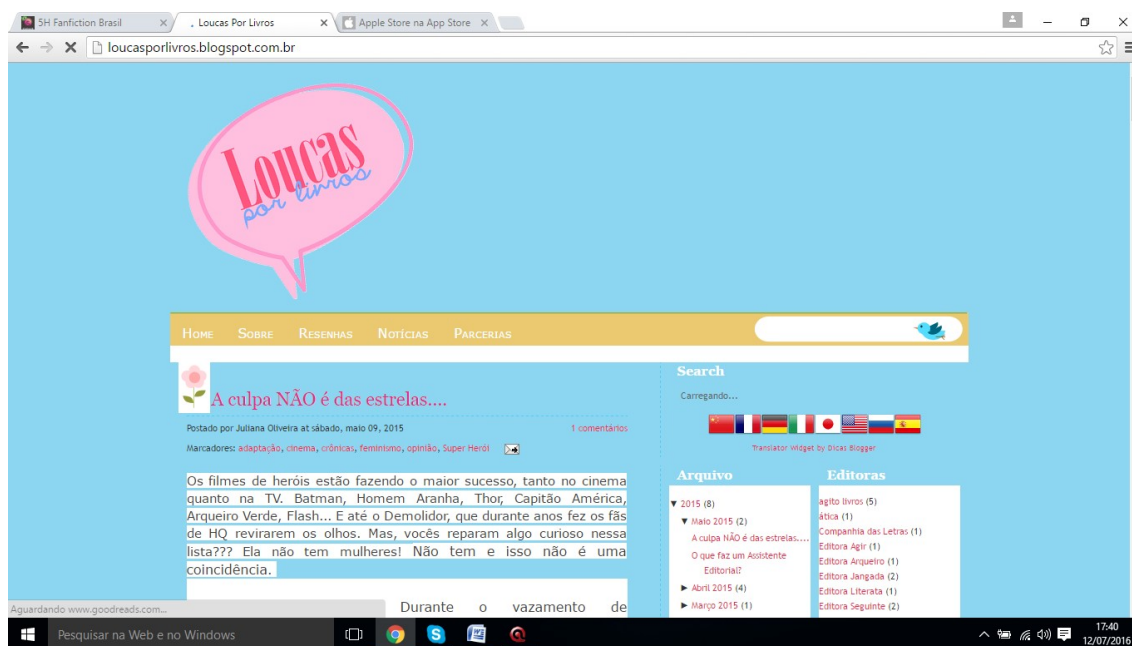 5H Fanfiction Brasil
. Loucas Por Livros
Apple Store na App Store
loucasporlivros.blogspot.com.br
Loucas
por livros
Home Sobre Resenhas Notícias Parcerias
A culpa NÃO é das estrelas....
Postado por Juliana Oliveira at sábado, maio 09, 2015
1 comentários
Marcadores: adaptação, cinema, crônicas, feminismo, opinião, Super Herói
Os filmes de heróis estão fazendo o maior sucesso, tanto no cinema
quanto na TV. Batman, Homem Aranha, Thor, Capitão América,
Arqueiro Verde, Flash... E até o Demolidor, que durante anos fez os fãs
de HQ revirarem os olhos. Mas, vocês reparam algo curioso nessa
lista??? Ela não tem mulheres! Não tem e isso não é uma
coincidência.
Durante o vazamento de
Search
Carregando...
Translator Widget by Dicas Blogger
Arquivo
▼ 2015 (8)
▼ Maio 2015 (2)
A culpa NÃO é das estrelas....
O que faz um Assistente
Editorial?
► Abril 2015 (4)
► Março 2015 (1)
Editoras
agito livros (5)
ática (1)
Companhia das Letras (1)
Editora Agir (1)
Editora Arqueiro (1)
Editora Jangada (2)
Editora Literata (1)
Editora Seguinte (2)
Aguardando www.goodreads.com...
Pesquisar na Web e no Windows
17:40
12/07/2016